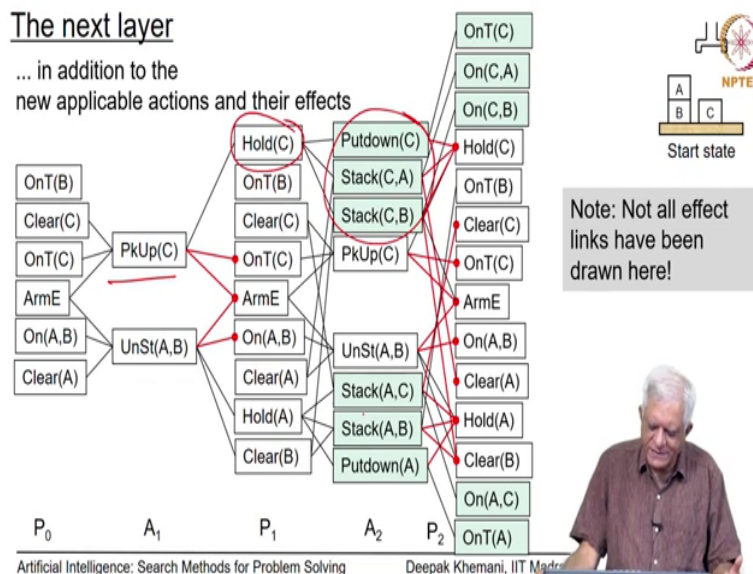 The next layer
... in addition to the
new applicable actions and their effects
OnT(B)
Clear(C)
OnT(C)
ArmE
On(A,B)
Clear(A)
PkUp(C)
UnSt(A,B)
Hold(C)
OnT(B)
Clear(C)
OnT(C)
ArmE
On(A,B)
Clear(A)
Hold(A)
Clear(B)
Putdown(C)
Stack(C,A)
Stack(C,B)
PkUp(C)
UnSt(A,B)
Stack(A,C)
Stack(A,B)
Putdown(A)
OnT(C)
On(C,A)
On(C,B)
Hold(C)
OnT(B)
Clear(C)
OnT(C)
ArmE
On(A,B)
Clear(A)
Hold(A)
Clear(B)
On(A,C)
OnT(A)
P0
A1
P1
A2
P2
NPTE
A
B C
Start state
Note: Not all effect
links have been
drawn here!
Artificial Intelligence: Search Methods for Problem Solving
Deepak Khemani, IIT Madr